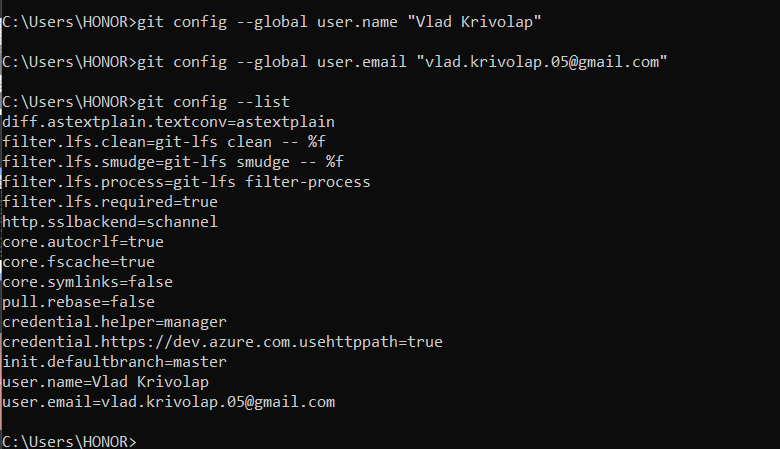 C:\Users\HONOR>git config --global user.name "Vlad Krivolap"
C:\Users\HONOR>git config --global user.email "vlad.krivolap.05@gmail.com"
C:\Users\HONOR>git config --list
diff.astextplain.textconv=astextplain
filter.lfs.clean=git-lfs clean -- %f
filter.lfs.smudge=git-lfs smudge -- %f
filter.lfs.process=git-lfs filter-process
filter.lfs.required=true
http.sslbackend=schannel
core.autocrlf=true
core.fscache=true
core.symlinks=false
pull.rebase=false
credential.helper=manager
credential.https://dev.azure.com.usehttppath=true
init.defaultbranch=master
user.name=Vlad Krivolap
user.email=vlad.krivolap.05@gmail.com
C:\Users\HONOR>